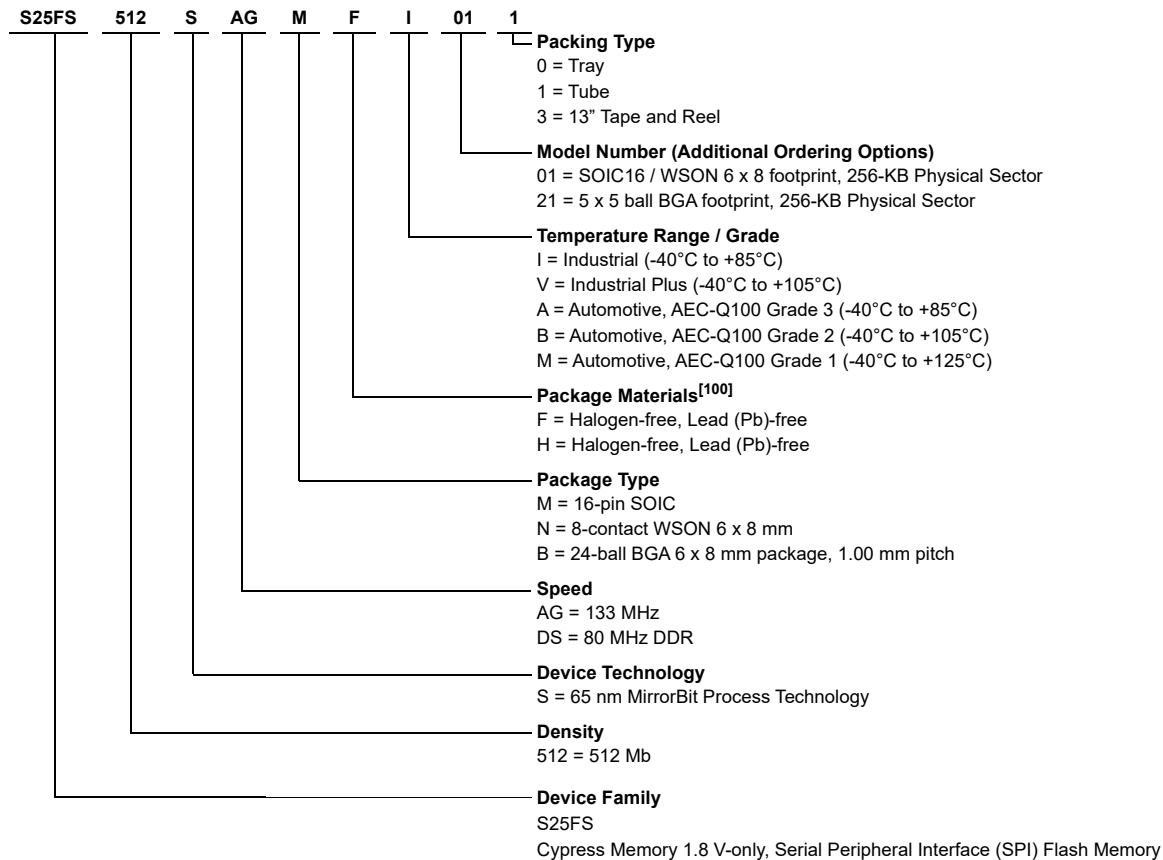 S25FS 512 S AG M F I 01 1
Packing Type
0 = Tray
1 = Tube
3 = 13” Tape and Reel
Model Number (Additional Ordering Options)
01 = SOIC16 / WSON 6 x 8 footprint, 256-KB Physical Sector
21 = 5 x 5 ball BGA footprint, 256-KB Physical Sector
Temperature Range / Grade
I = Industrial (-40°C to +85°C)
V = Industrial Plus (-40°C to +105°C)
A = Automotive, AEC-Q100 Grade 3 (-40°C to +85°C)
B = Automotive, AEC-Q100 Grade 2 (-40°C to +105°C)
M = Automotive, AEC-Q100 Grade 1 (-40°C to +125°C)
Package Materials[100]
F = Halogen-free, Lead (Pb)-free
H = Halogen-free, Lead (Pb)-free
Package Type
M = 16-pin SOIC
N = 8-contact WSON 6 x 8 mm
B = 24-ball BGA 6 x 8 mm package, 1.00 mm pitch
Speed
AG = 133 MHz
DS = 80 MHz DDR
Device Technology
S = 65 nm MirrorBit Process Technology
Density
512 = 512 Mb
Device Family
S25FS
Cypress Memory 1.8 V-only, Serial Peripheral Interface (SPI) Flash Memory